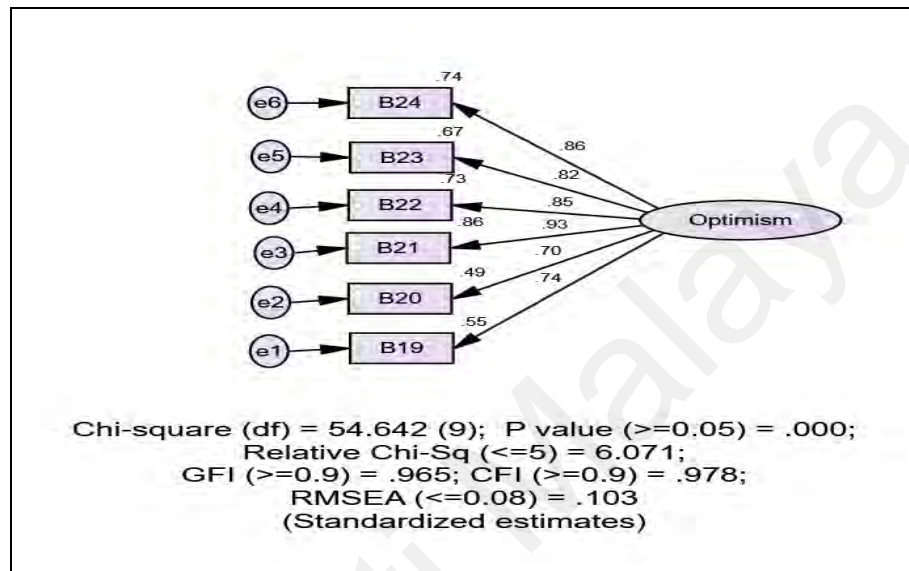 .74
e6 B24
.86
.67
e5 B23
.82
.73
e4 B22
.85
.86
e3 B21
.93
Optimism
.70
.49
e2 B20
.74
.55
e1 B19
Chi-square (df) = 54.642 (9); P value (>=0.05) = .000;
Relative Chi-Sq (<=5) = 6.071;
GFI (>=0.9) = .965; CFI (>=0.9) = .978;
RMSEA (<=0.08) = .103
(Standardized estimates)
Malaya